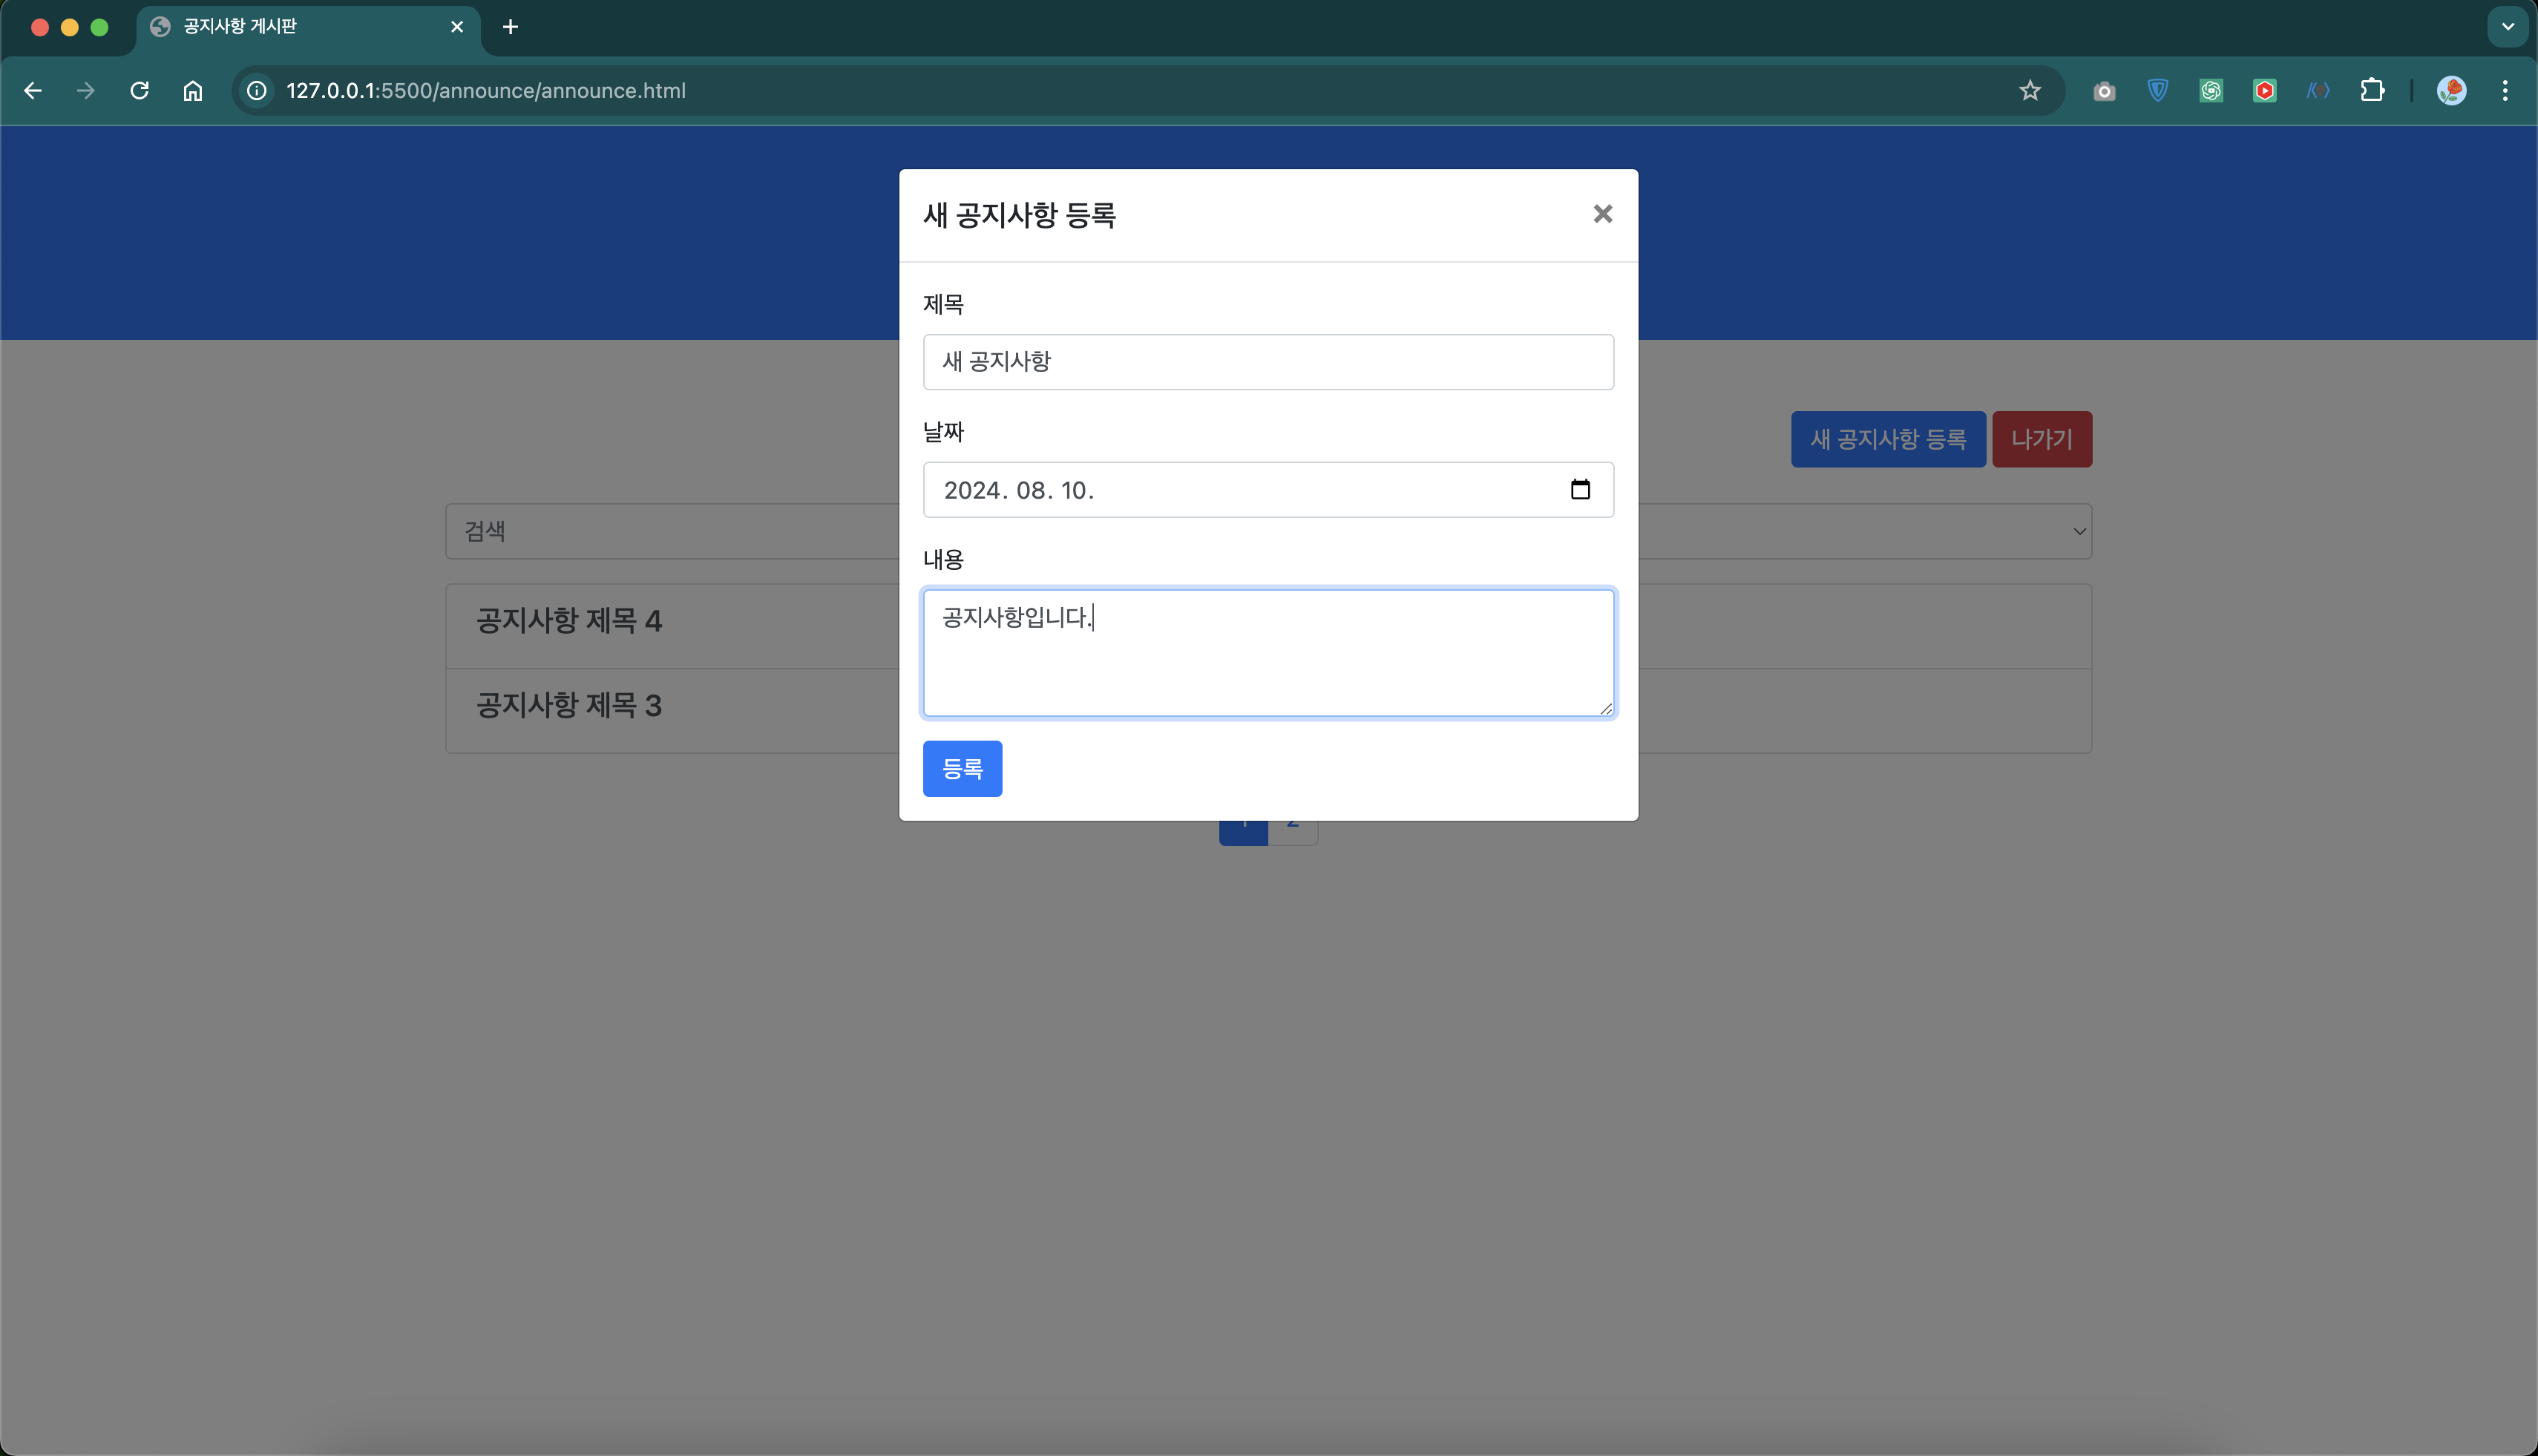 공지사항 게시판
127.0.0.1:5500/announce/announce.html
새 공지사항 등록
제목
새 공지사항
날짜
2024. 08. 10.
내용
공지사항입니다.
등록
새 공지사항 등록
나가기
검색
공지사항 제목 4
공지사항 제목 3
1
2